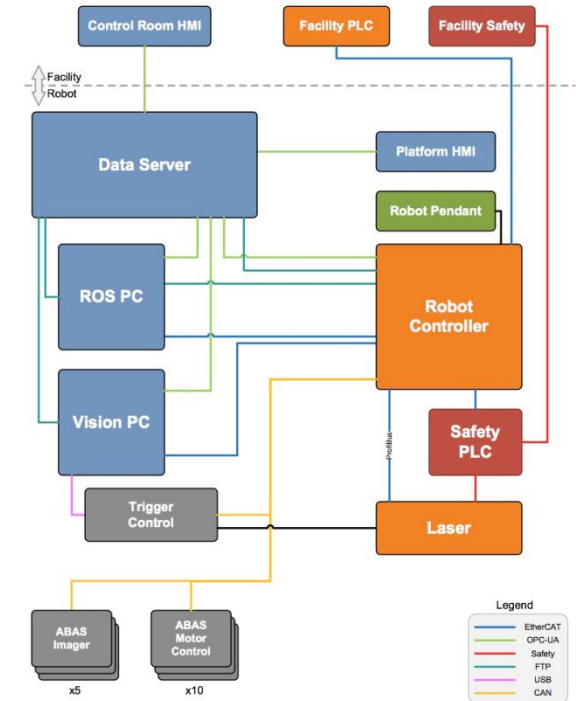 Control Room HMI
Facility PLC
Facility Safety
Facility
Robot
Data Server
Platform HMI
Robot Pendant
ROS PC
Robot
Controller
Vision PC
Safety
PLC
ProfiBus
Trigger
Control
Laser
ABAS
Imager
ABAS
Motor
Control
x5
x10
Legend
EtherCAT
OPC-UA
Safety
FTP
USB
CAN